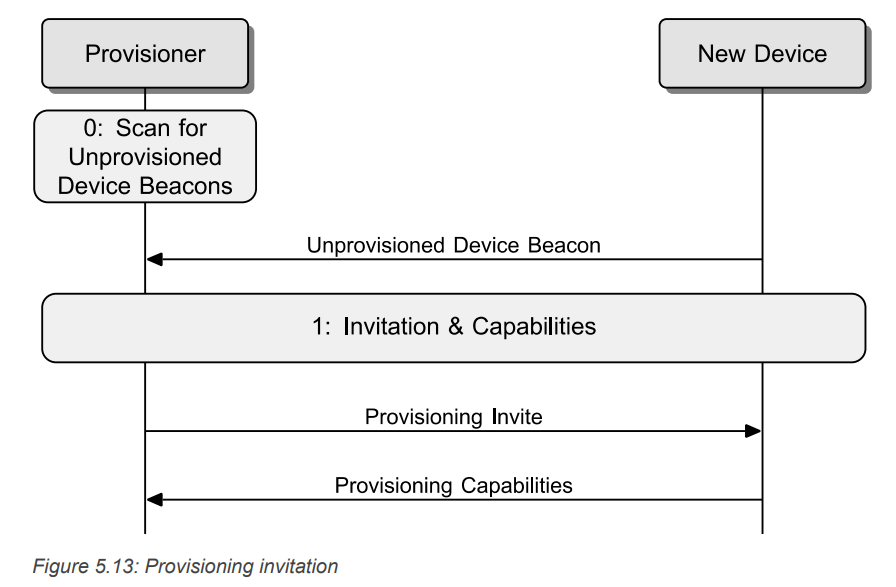 Provisioner
New Device
0: Scan for
Unprovisioned
Device Beacons
Unprovisioned Device Beacon
1: Invitation & Capabilities
Provisioning Invite
Provisioning Capabilities
Figure 5.13: Provisioning invitation